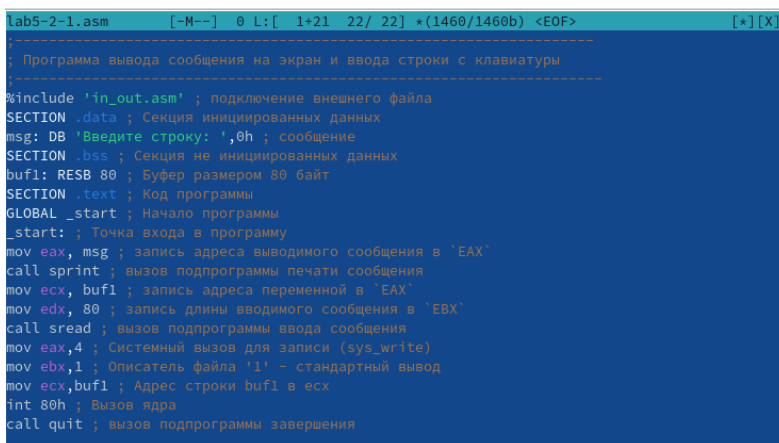 lab5-2-1.asm [-M--] 0 L:[ 1+21 22/ 22] *(1460/1460b) <EOF> [*][X]
;--------------------------------------------------------------------
; Программа вывода сообщения на экран и ввода строки с клавиатуры
;---------------------------------------------------------------------
%include 'in_out.asm' ; подключение внешнего файла
SECTION .data ; Секция инициированных данных
msg: DB 'Введите строку: ',0h ; сообщение
SECTION .bss ; Секция не инициированных данных
buf1: RESB 80 ; Буфер размером 80 байт
SECTION .text ; Код программы
GLOBAL _start ; Начало программы
_start: ; Точка входа в программу
mov eax, msg ; запись адреса выводимого сообщения в `EAX`
call sprint ; вызов подпрограммы печати сообщения
mov ecx, buf1 ; запись адреса переменной в `EAX`
mov edx, 80 ; запись длины вводимого сообщения в `EBX`
call sread ; вызов подпрограммы ввода сообщения
mov eax,4 ; Системный вызов для записи (sys_write)
mov ebx,1 ; Описатель файла '1' - стандартный вывод
mov ecx,buf1 ; Адрес строки buf1 в ecx
int 80h ; Вызов ядра
call quit ; вызов подпрограммы завершения